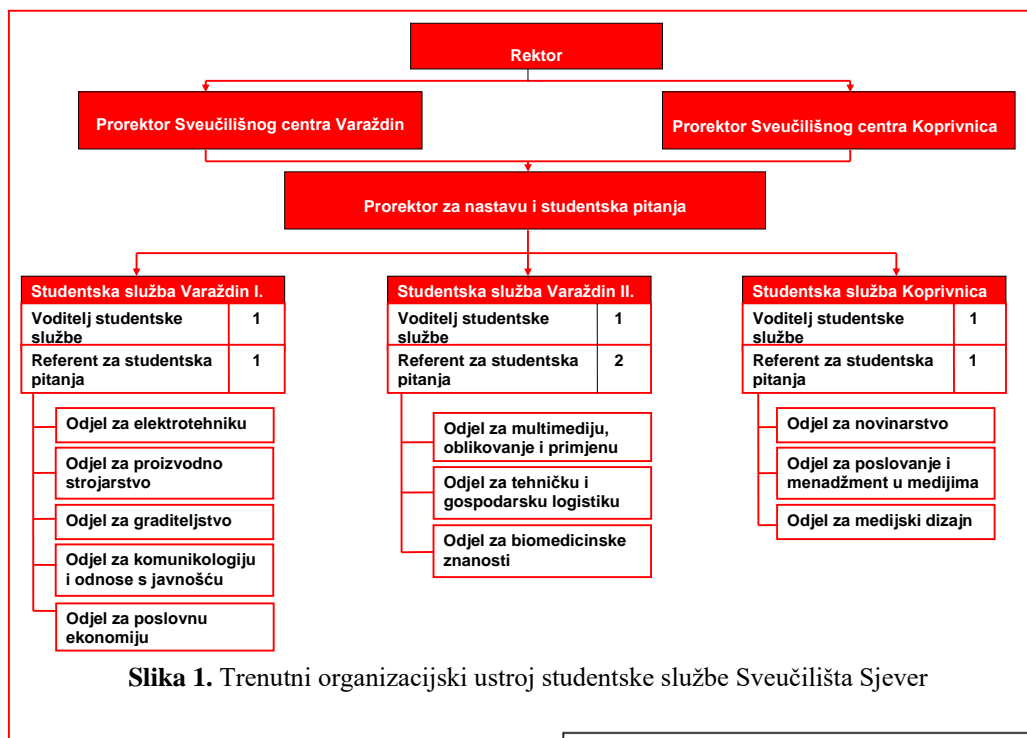 Rektor
Prorektor Sveučilišnog centra Varaždin
Prorektor Sveučilišnog centra Koprivnica
Prorektor za nastavu i studentska pitanja
Studentska služba Varaždin I.
Voditelj studentske
službe
1
Referent za studentska
pitanja
1
Odjel za elektrotehniku
Odjel za proizvodno
strojarstvo
Odjel za graditeljstvo
Odjel za komunikologiju
i odnose s javnošću
Odjel za poslovnu
ekonomiju
Studentska služba Varaždin II.
Voditelj studentske
službe
1
Referent za studentska
pitanja
2
Odjel za multimediju,
oblikovanje i primjenu
Odjel za tehničku i
gospodarsku logistiku
Odjel za biomedicinske
znanosti
Studentska služba Koprivnica
Voditelj studentske
službe
1
Referent za studentska
pitanja
1
Odjel za novinarstvo
Odjel za poslovanje i
menadžment u medijima
Odjel za medijski dizajn
Slika 1. Trenutni organizacijski ustroj studentske službe Sveučilišta Sjever